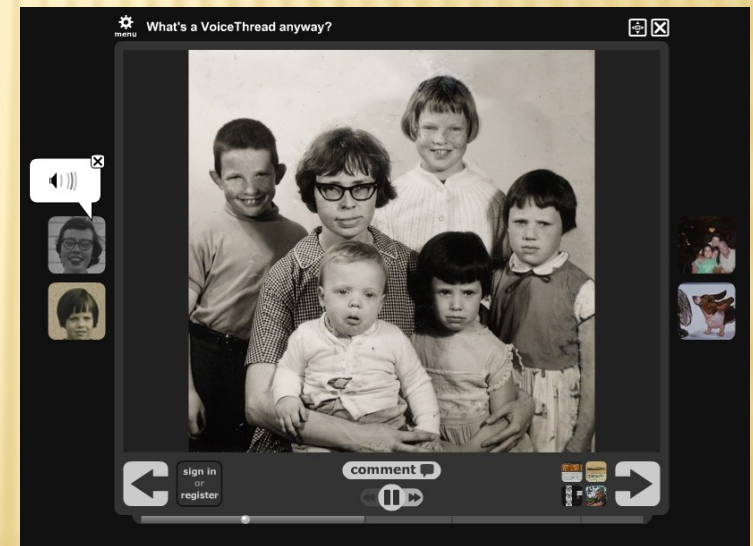 What's a VoiceThread anyway?
menu
comment
sign in
or
register